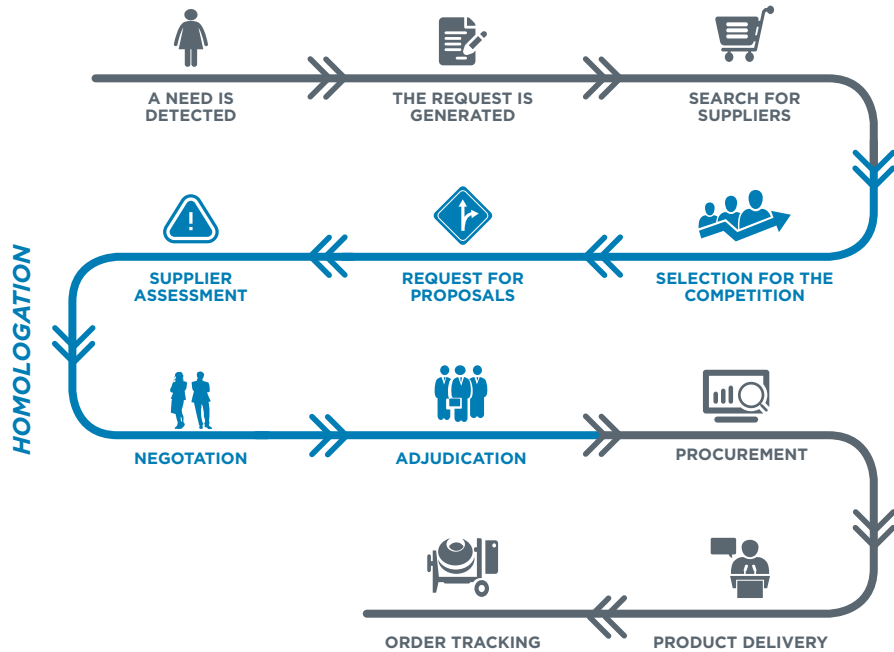 A NEED IS
DETECTED
THE REQUEST IS
GENERATED
SEARCH FOR
SUPPLIERS
SELECTION FOR THE
COMPETITION
REQUEST FOR
PROPOSALS
SUPPLIER
ASSESSMENT
HOMOLOGATION
NEGOTATION
ADJUDICATION
PROCUREMENT
PRODUCT DELIVERY
ORDER TRACKING